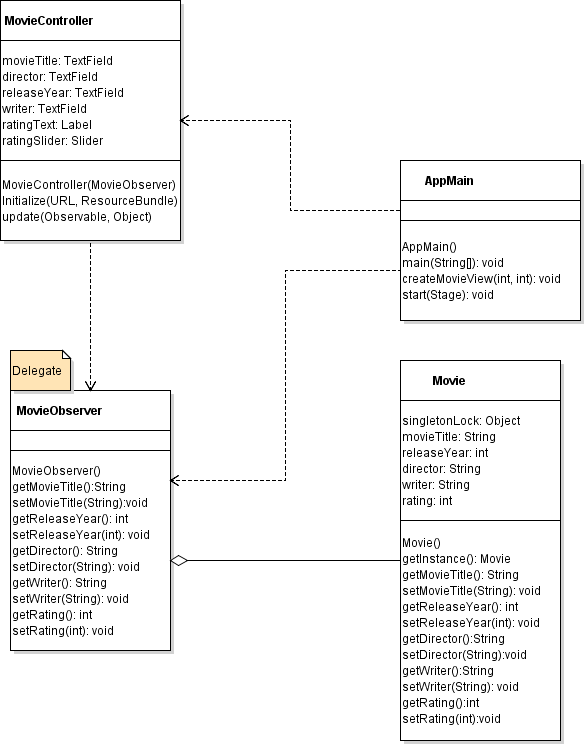 MovieController
movieTitle: TextField
director: TextField
releaseYear: TextField
writer: TextField
ratingText: Label
ratingSlider: Slider
MovieController(MovieObserver)
Initialize(URL, ResourceBundle)
update(Observable, Object)
AppMain
AppMain()
main(String[]): void
createMovieView(int, int): void
start(Stage): void
Delegate
MovieObserver
MovieObserver()
getMovieTitle():String
setMovieTitle(String):void
getReleaseYear(): int
setReleaseYear(int): void
getDirector(): String
setDirector(String): void
getWriter(): String
setWriter(String): void
getRating(): int
setRating(int): void
Movie
singletonLock: Object
movieTitle: String
releaseYear: int
director: String
writer: String
rating: int
Movie()
getInstance(): Movie
getMovieTitle(): String
setMovieTitle(String): void
getReleaseYear(): int
setReleaseYear(int): void
getDirector():String
setDirector(String):void
getWriter():String
setWriter(String): void
getRating():int
setRating(int):void